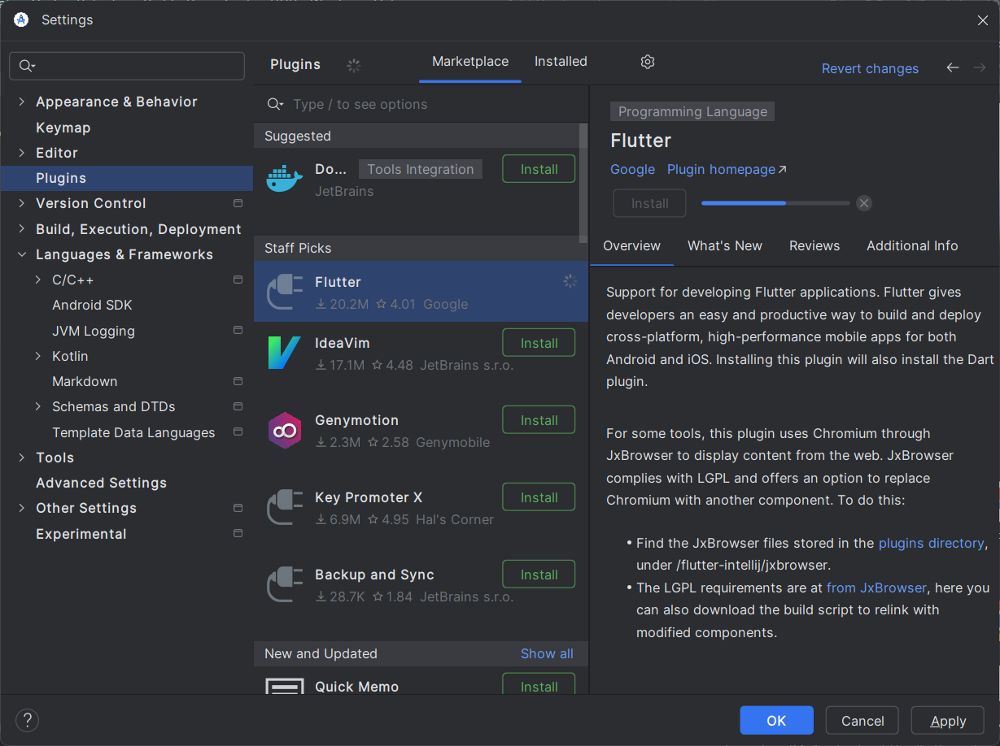 Settings
Plugins
Marketplace
Installed
Revert changes
Appearance & Behavior
Keymap
Editor
Plugins
Version Control
Build, Execution, Deployment
Languages & Frameworks
C/C++
Android SDK
JVM Logging
Kotlin
Markdown
Schemas and DTDs
Template Data Languages
Tools
Advanced Settings
Other Settings
Experimental
Type / to see options
Suggested
Do... Tools Integration Install
JetBrains
Staff Picks
Flutter
20.2M 4.01 Google
IdeaVim Install
17.1M 4.48 JetBrains s.r.o.
Genymotion Install
2.3M 2.58 Genymobile
Key Promoter X Install
6.9M 4.95 Hal's Corner
Backup and Sync Install
28.7K 1.84 JetBrains s.r.o.
New and Updated Show all
Quick Memo Install
Programming Language
Flutter
Google Plugin homepage
Install
Overview What's New Reviews Additional Info
Support for developing Flutter applications. Flutter gives
developers an easy and productive way to build and deploy
cross-platform, high-performance mobile apps for both
Android and iOS. Installing this plugin will also install the Dart
plugin.
For some tools, this plugin uses Chromium through
JxBrowser to display content from the web. JxBrowser
complies with LGPL and offers an option to replace
Chromium with another component. To do this:
• Find the JxBrowser files stored in the plugins directory,
under /flutter-intellij/jxbrowser.
• The LGPL requirements are at from JxBrowser, here you
can also download the build script to relink with
modified components.
?
OK Cancel Apply